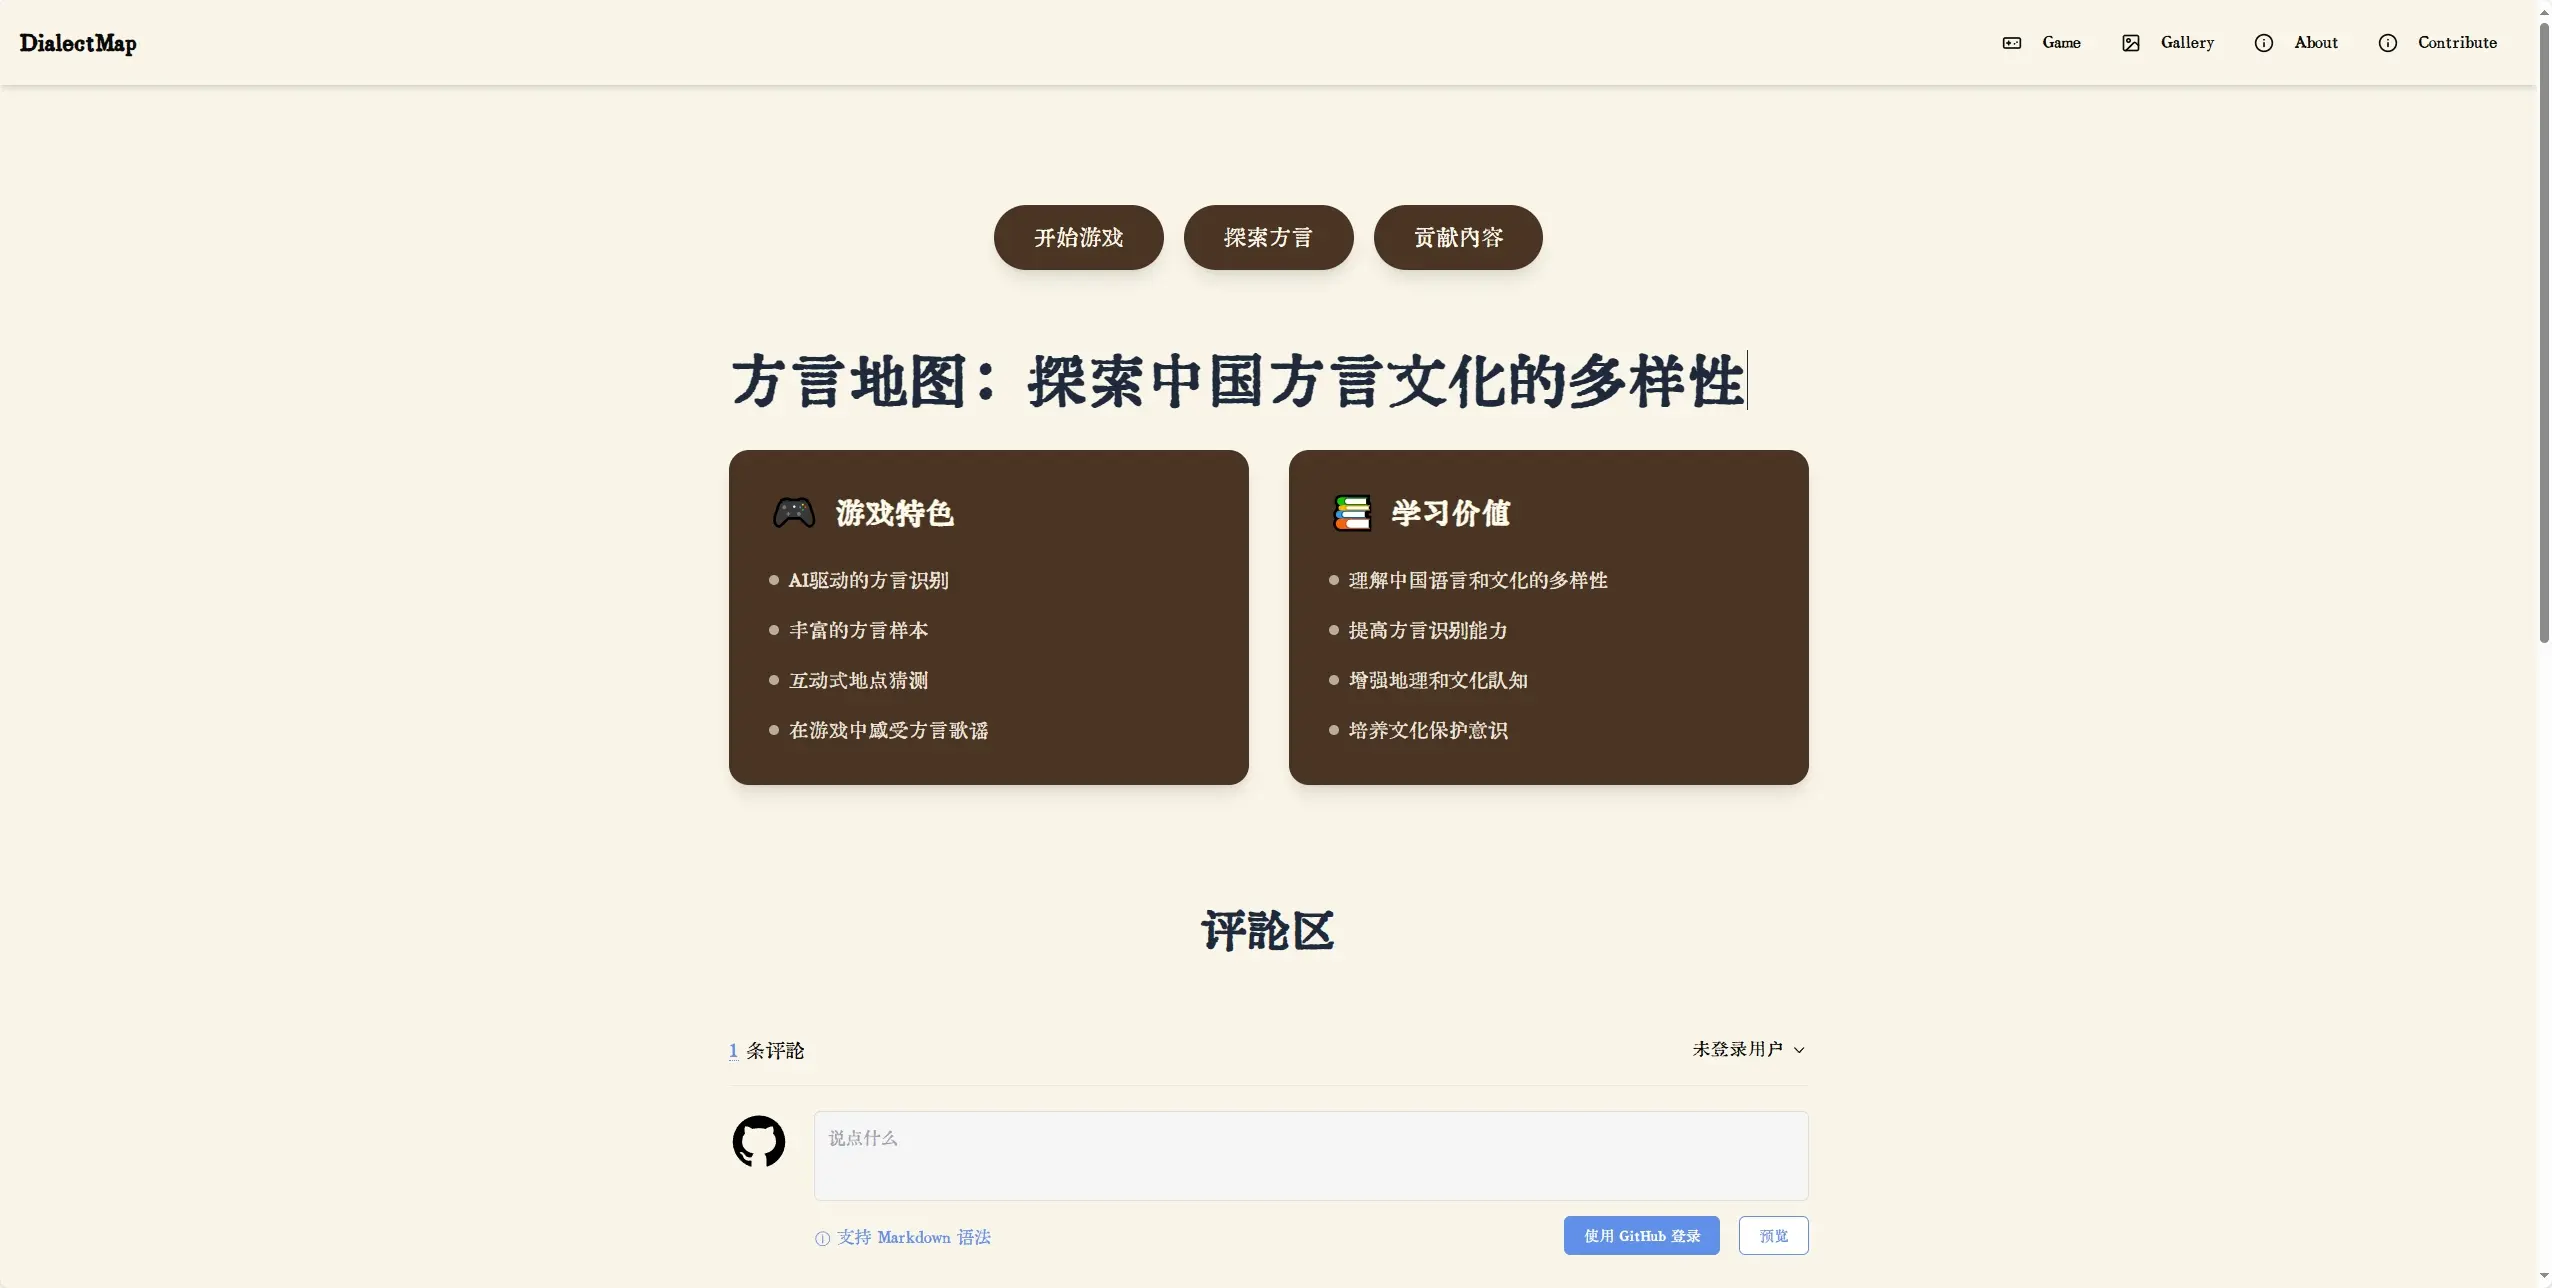 DialectMap
Game Gallery About Contribute
开始游戏 探索方言 贡献内容
方言地图：探索中国方言文化的多样性
游戏特色
AI驱动的方言识别
丰富的方言样本
互动式地点猜测
在游戏中感受方言歌谣
学习价值
理解中国语言和文化的多样性
提高方言识别能力
增强地理和文化认知
培养文化保护意识
评论区
1 条评论
未登录用户
说点什么
支持 Markdown 语法
使用 GitHub 登录
预览